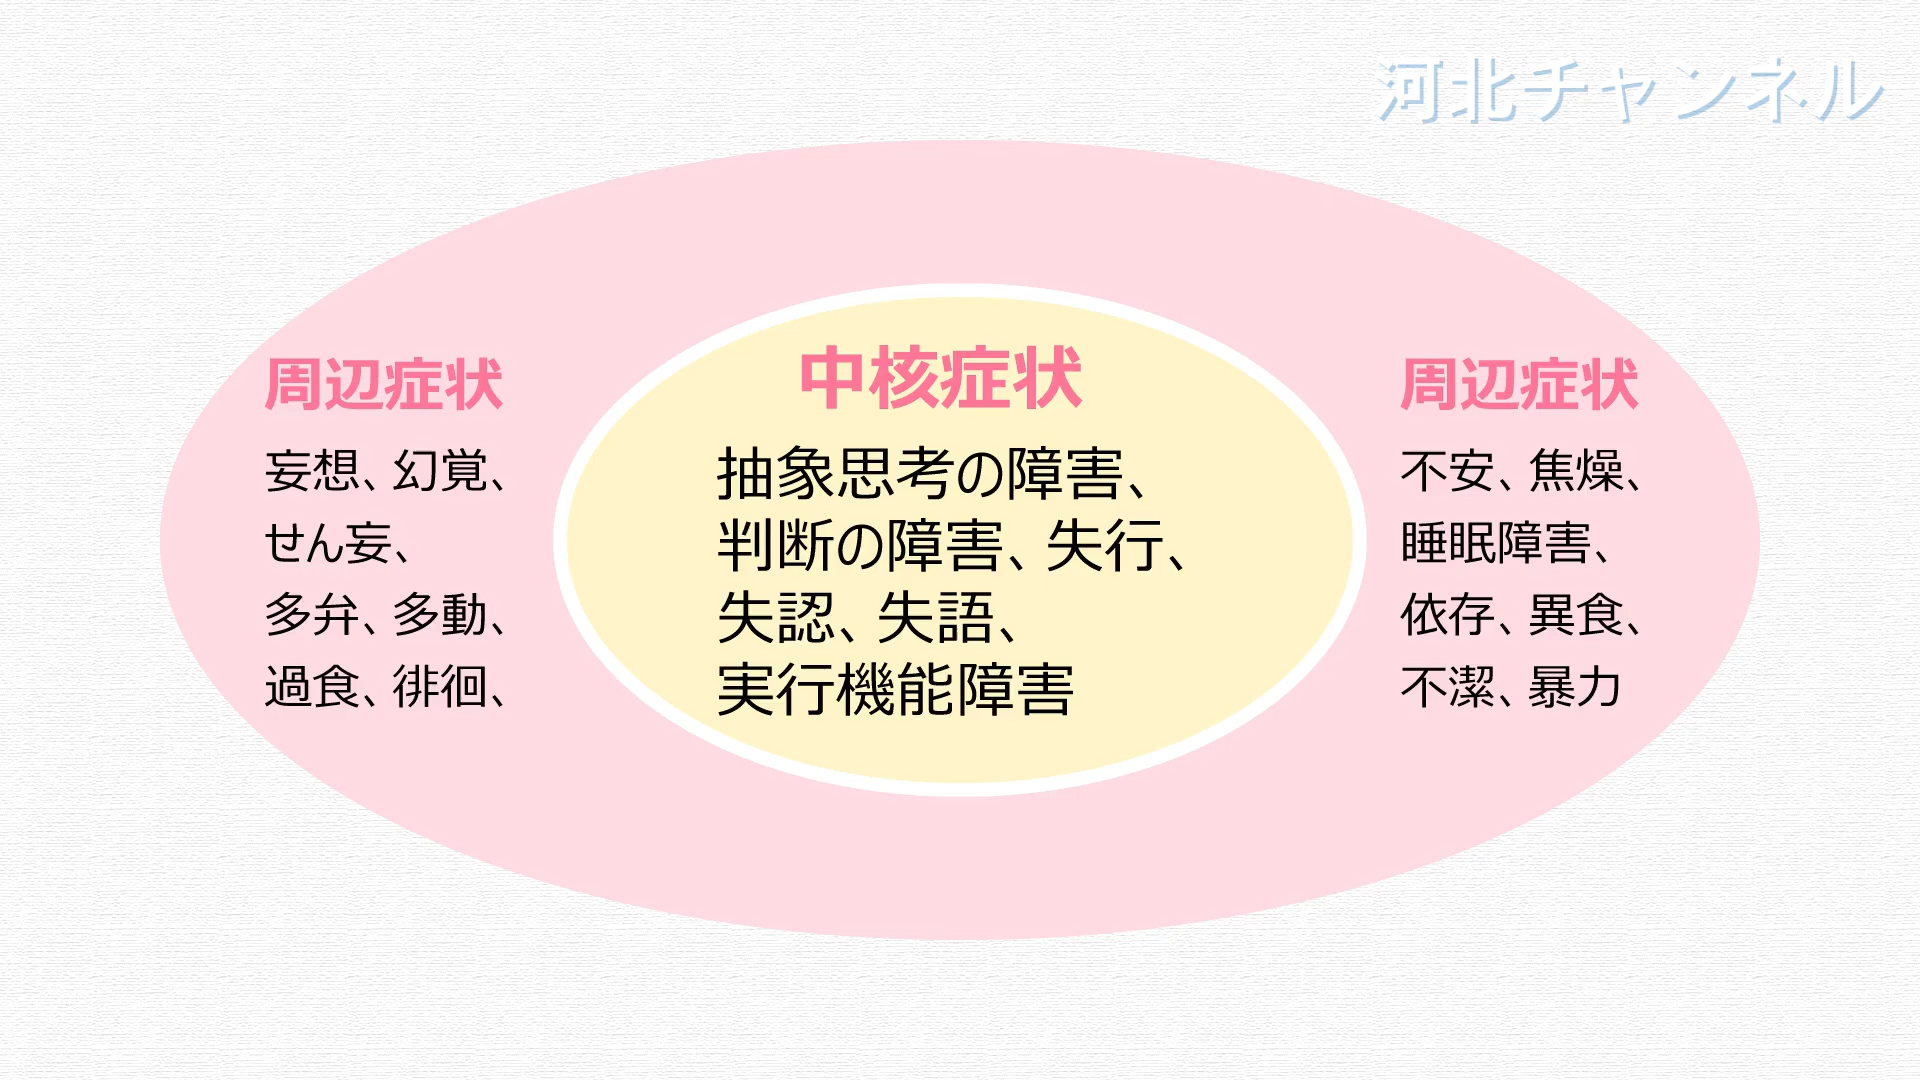 河北チャンネル
周辺症状
妄想、幻覚、
せん妄、
多弁、多動、
過食、徘徊、
中核症状
抽象思考の障害、
判断の障害、失行、
失認、失語、
実行機能障害
周辺症状
不安、焦燥、
睡眠障害、
依存、異食、
不潔、暴力